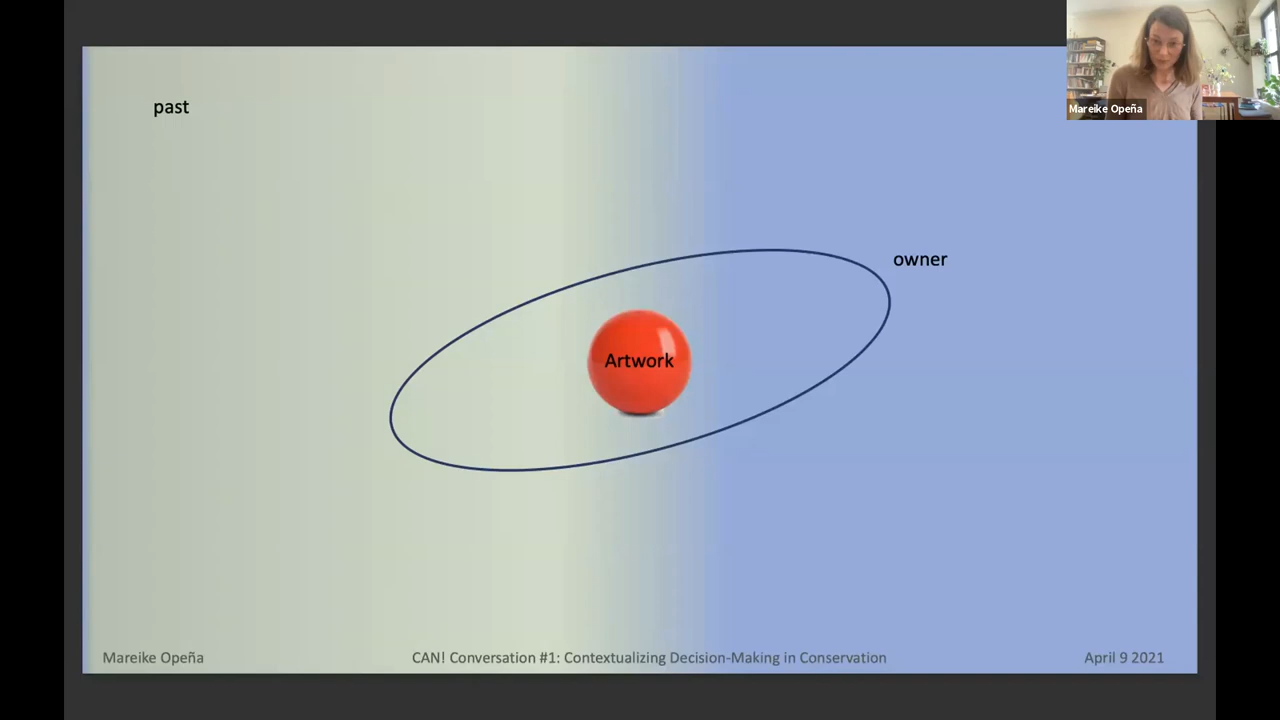 Mareike Opeña
past
owner
Artwork
Mareike Opeña
CAN! Conversation #1: Contextualizing Decision-Making in Conservation
April 9 2021